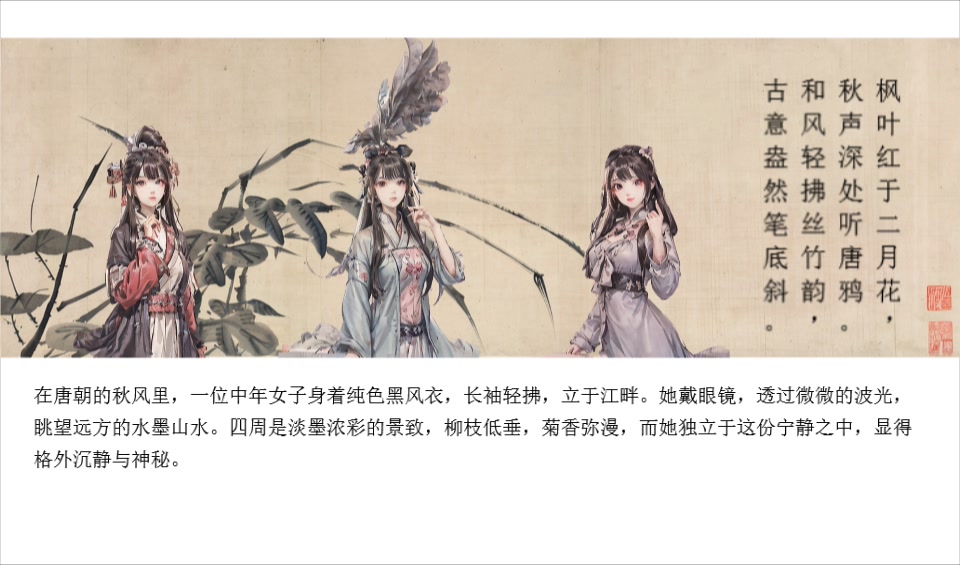 枫叶红于二月花，
秋声深处听唐鸦。
和风轻拂丝竹韵，
古意盎然笔底斜。
在唐朝的秋风里，一位中年女子身着纯色黑风衣，长袖轻拂，立于江畔。她戴眼镜，透过微微的波光，
眺望远方的水墨山水。四周是淡墨浓彩的景致，柳枝低垂，菊香弥漫，而她独立于这份宁静之中，显得
格外沉静与神秘。